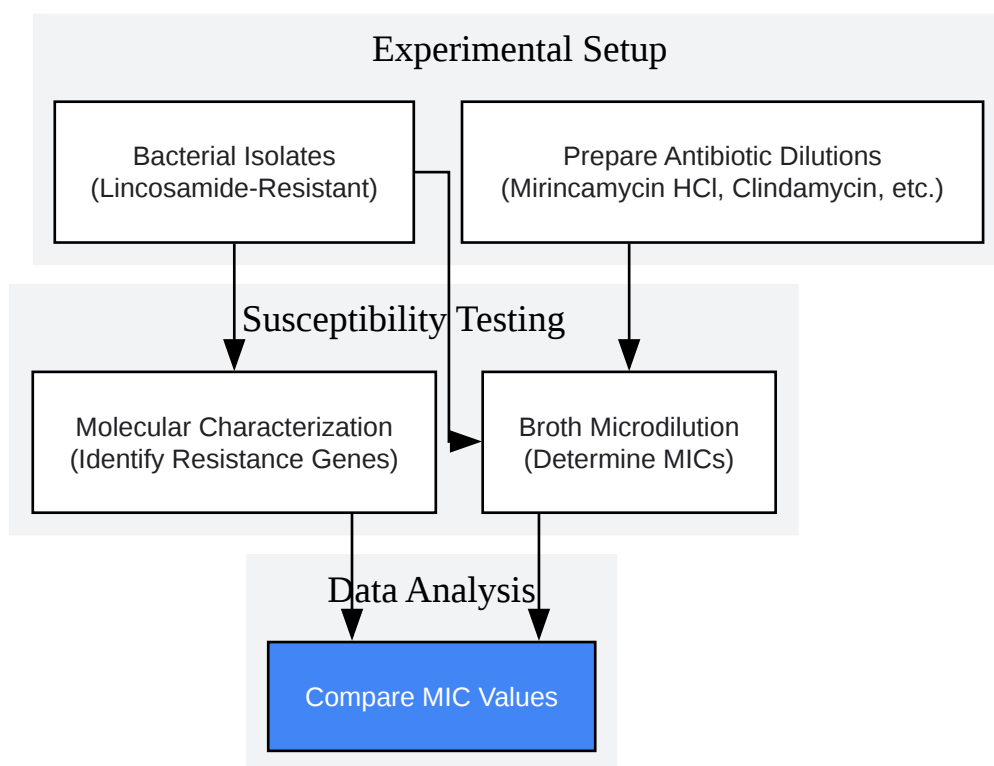 Experimental Setup
Bacterial Isolates
(Lincosamide-Resistant)
Prepare Antibiotic Dilutions
(Mirincamycin HCl, Clindamycin, etc.)
Susceptibility Testing
Molecular Characterization
(Identify Resistance Genes)
Broth Microdilution
(Determine MICs)
Data Analysis
Compare MIC Values